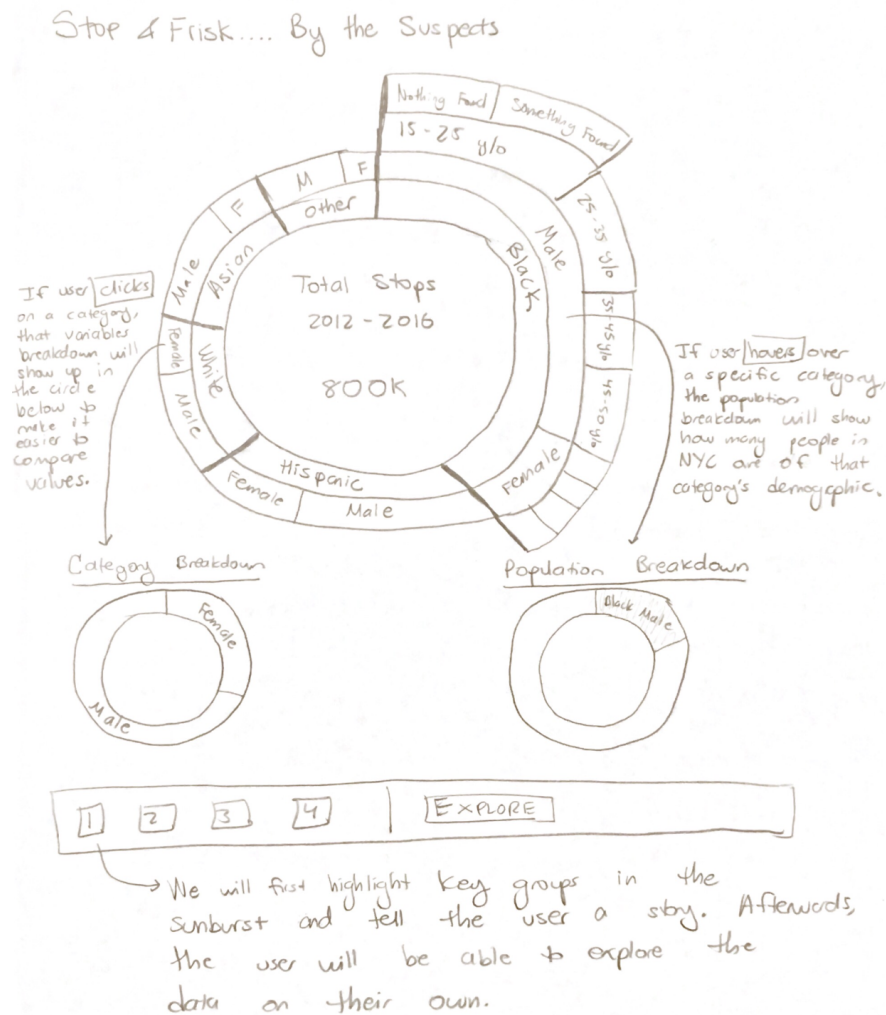 Stop & Frisk.... By the Suspects
Nothing Found
Something Found
15-25 y/o
25-35 y/o
35-45 y/o
45-50 y/o
M
F
Other
Male
F
Asian
Male
Black
Female
Female
Male
White
Hispanic
Female
Male
Total Stops
2012-2016
800K
If user clicks
on a category,
that variables
breakdown will
show up in
the circle
below to
make it
easier to
compare
values.
If user hovers over
a specific category,
the population
breakdown will show
how many people in
NYC are of that
category's demographic.
Category Breakdown
Female
Male
Population Breakdown
Black Male
1 2 3 4 EXPLORE
We will first highlight key groups in the
sunburst and tell the user a story. Afterwards,
the user will be able to explore the
data on their own.